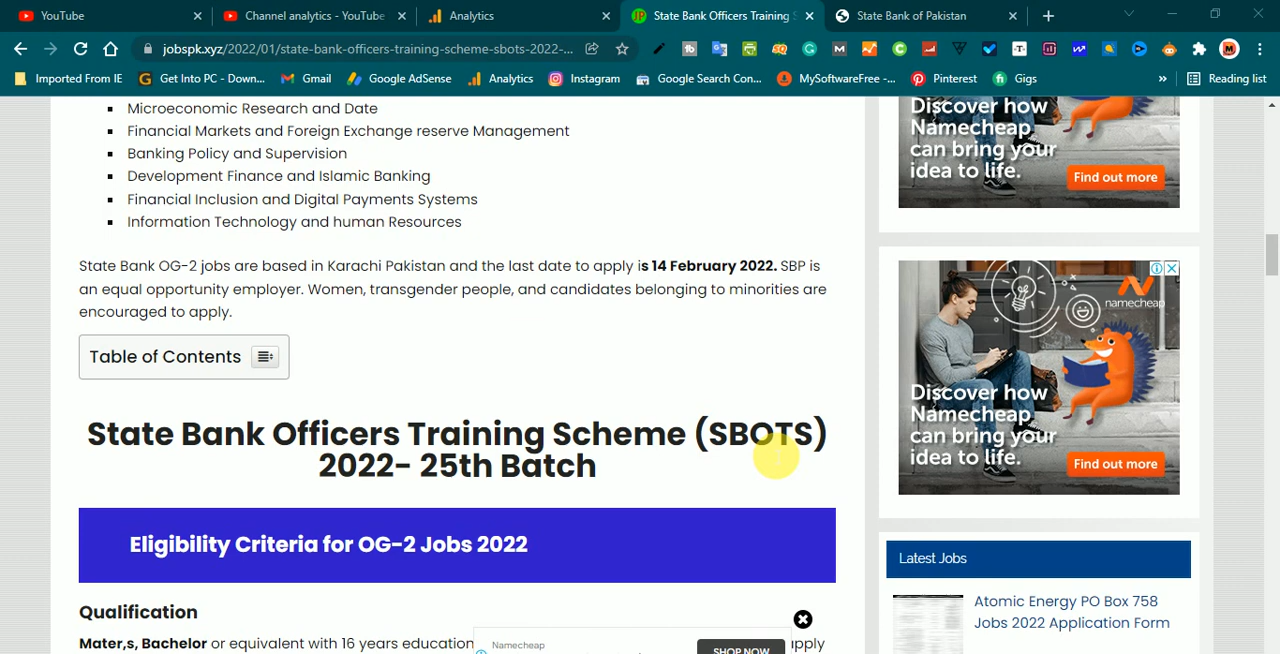 YouTube
Channel analytics - YouTube
Analytics
State Bank Officers Training S
State Bank of Pakistan
jobspk.xyz/2022/01/state-bank-officers-training-scheme-sbots-2022-...
Imported From IE
Get Into PC - Down...
Gmail
Google AdSense
Analytics
Instagram
Google Search Con...
MySoftwareFree -...
Pinterest
Gigs
»
Reading list
Microeconomic Research and Date
Financial Markets and Foreign Exchange reserve Management
Banking Policy and Supervision
Development Finance and Islamic Banking
Financial Inclusion and Digital Payments Systems
Information Technology and human Resources
State Bank OG-2 jobs are based in Karachi Pakistan and the last date to apply is 14 February 2022. SBP is
an equal opportunity employer. Women, transgender people, and candidates belonging to minorities are
encouraged to apply.
Table of Contents
State Bank Officers Training Scheme (SBOTS)
2022- 25th Batch
Eligibility Criteria for OG-2 Jobs 2022
Qualification
Mater,s, Bachelor or equivalent with 16 years education
apply
Namecheap
SHOP NOW
Discover how
Namecheap
can bring your
idea to life.
Find out more
namecheap
Discover how
Namecheap
can bring your
idea to life.
Find out more
Latest Jobs
Atomic Energy PO Box 758
Jobs 2022 Application Form